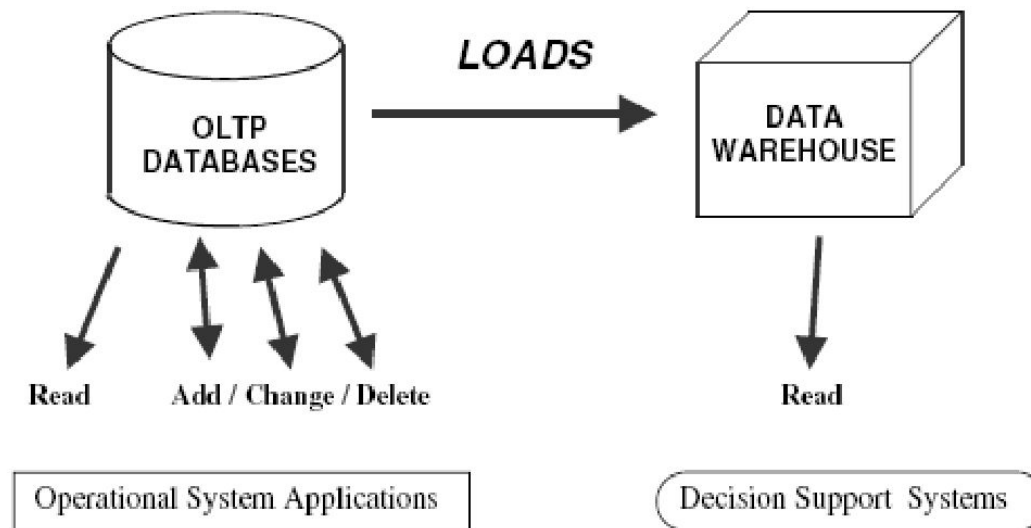 LOADS
OLTP
DATABASES
DATA
WAREHOUSE
Read
Add / Change / Delete
Read
Operational System Applications
Decision Support Systems